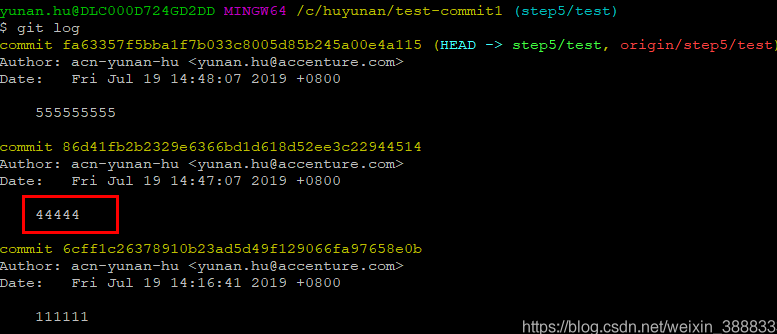 yunan.hu@DLC000D724GD2DD MINGW64 /c/huyunan/test-commit1 (step5/test)
$ git log
commit fa63357f5bba1f7b033c8005d85b245a00e4a115 (HEAD -> step5/test, origin/step5/test)
Author: acn-yunan-hu <yunan.hu@accenture.com>
Date:   Fri Jul 19 14:48:07 2019 +0800
555555555
commit 86d41fb2b2329e6366bd1d618d52ee3c22944514
Author: acn-yunan-hu <yunan.hu@accenture.com>
Date:   Fri Jul 19 14:47:07 2019 +0800
44444
commit 6cff1c26378910b23ad5d49f129066fa97658e0b
Author: acn-yunan-hu <yunan.hu@accenture.com>
Date:   Fri Jul 19 14:16:41 2019 +0800
111111
https://blog.csdn.net/weixin_388833